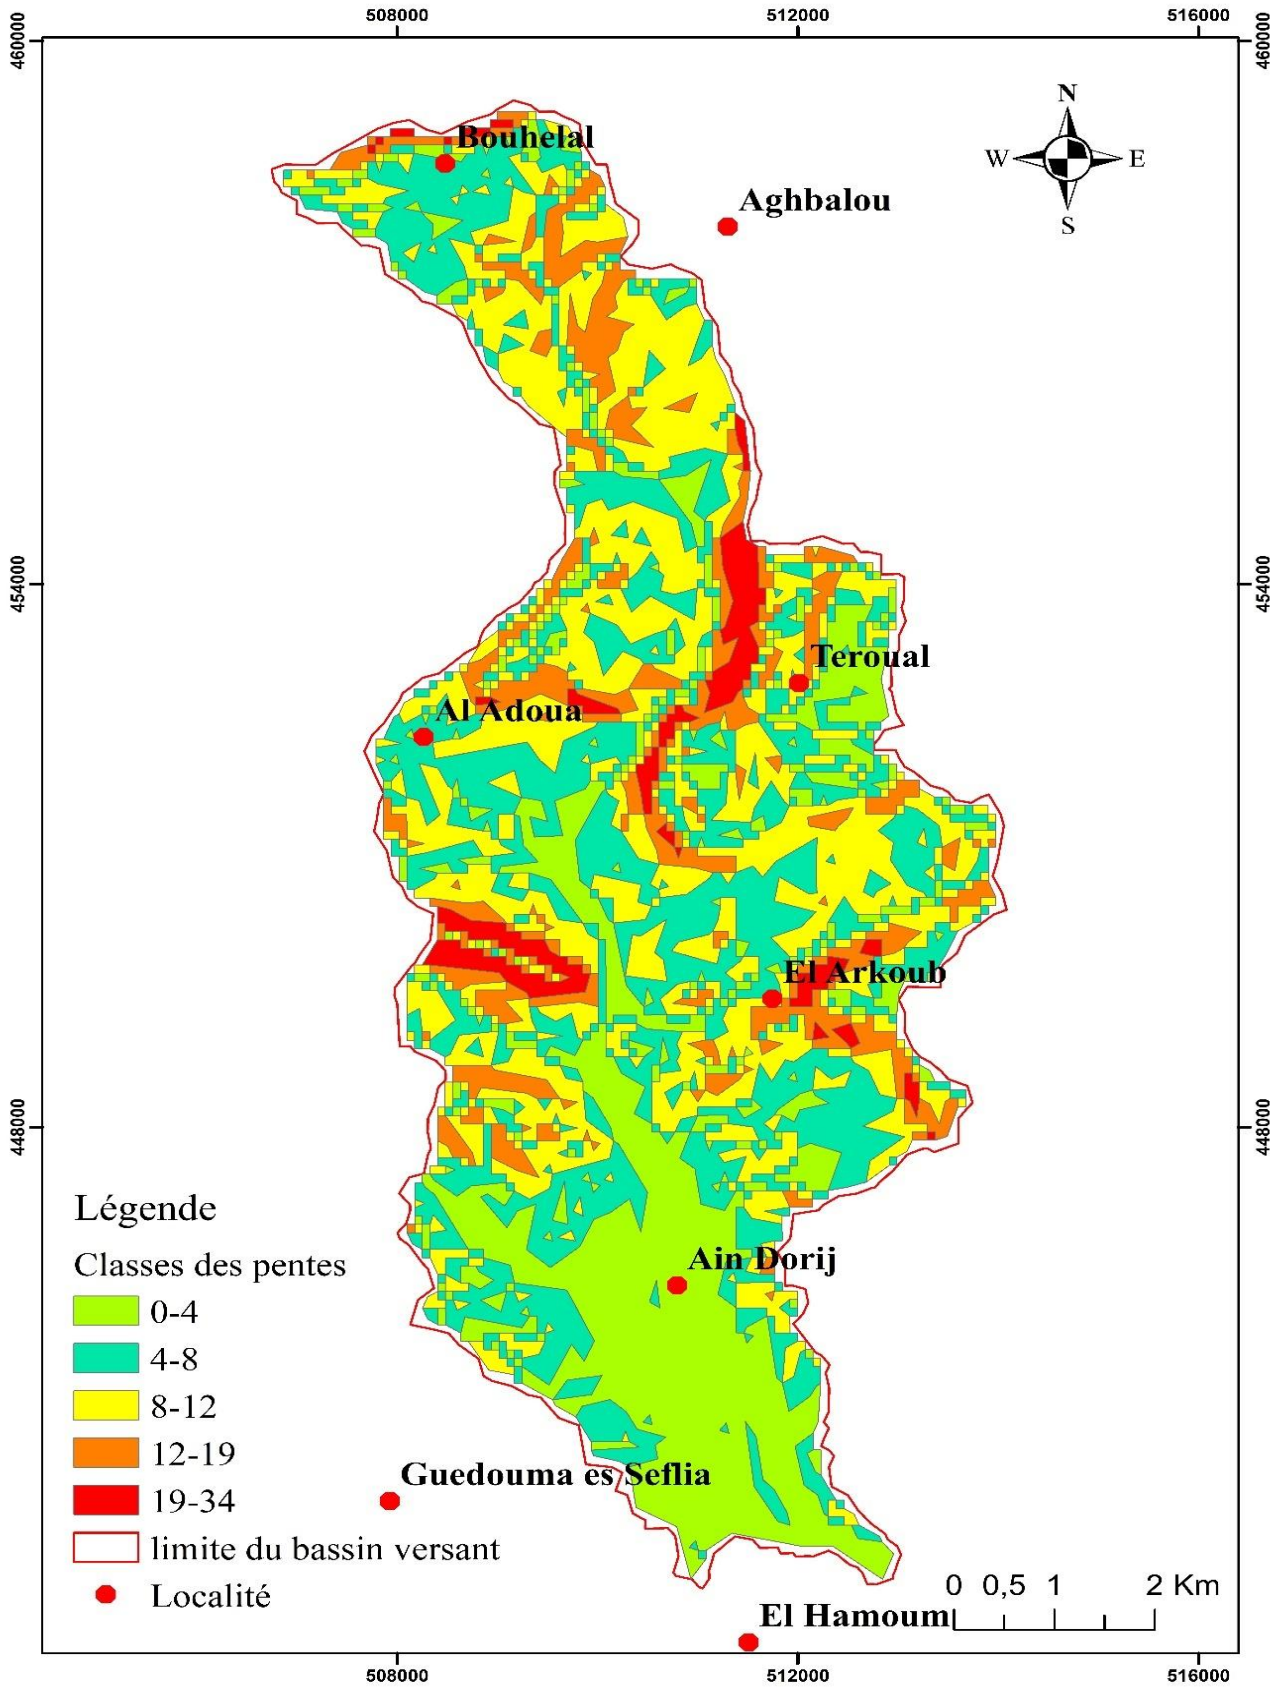 508000 512000 516000
460000 460000
N
W E
S
Bouhelal
Aghbalou
454000 454000
Teroual
Al Adoua
El Arkoub
448000 448000
Ain Dorij
Légende
Classes des pentes
0-4
4-8
8-12
12-19
19-34
limite du bassin versant
Localité
Guedouma es Seflia
El Hamoum
0 0,5 1 2 Km
508000 512000 516000